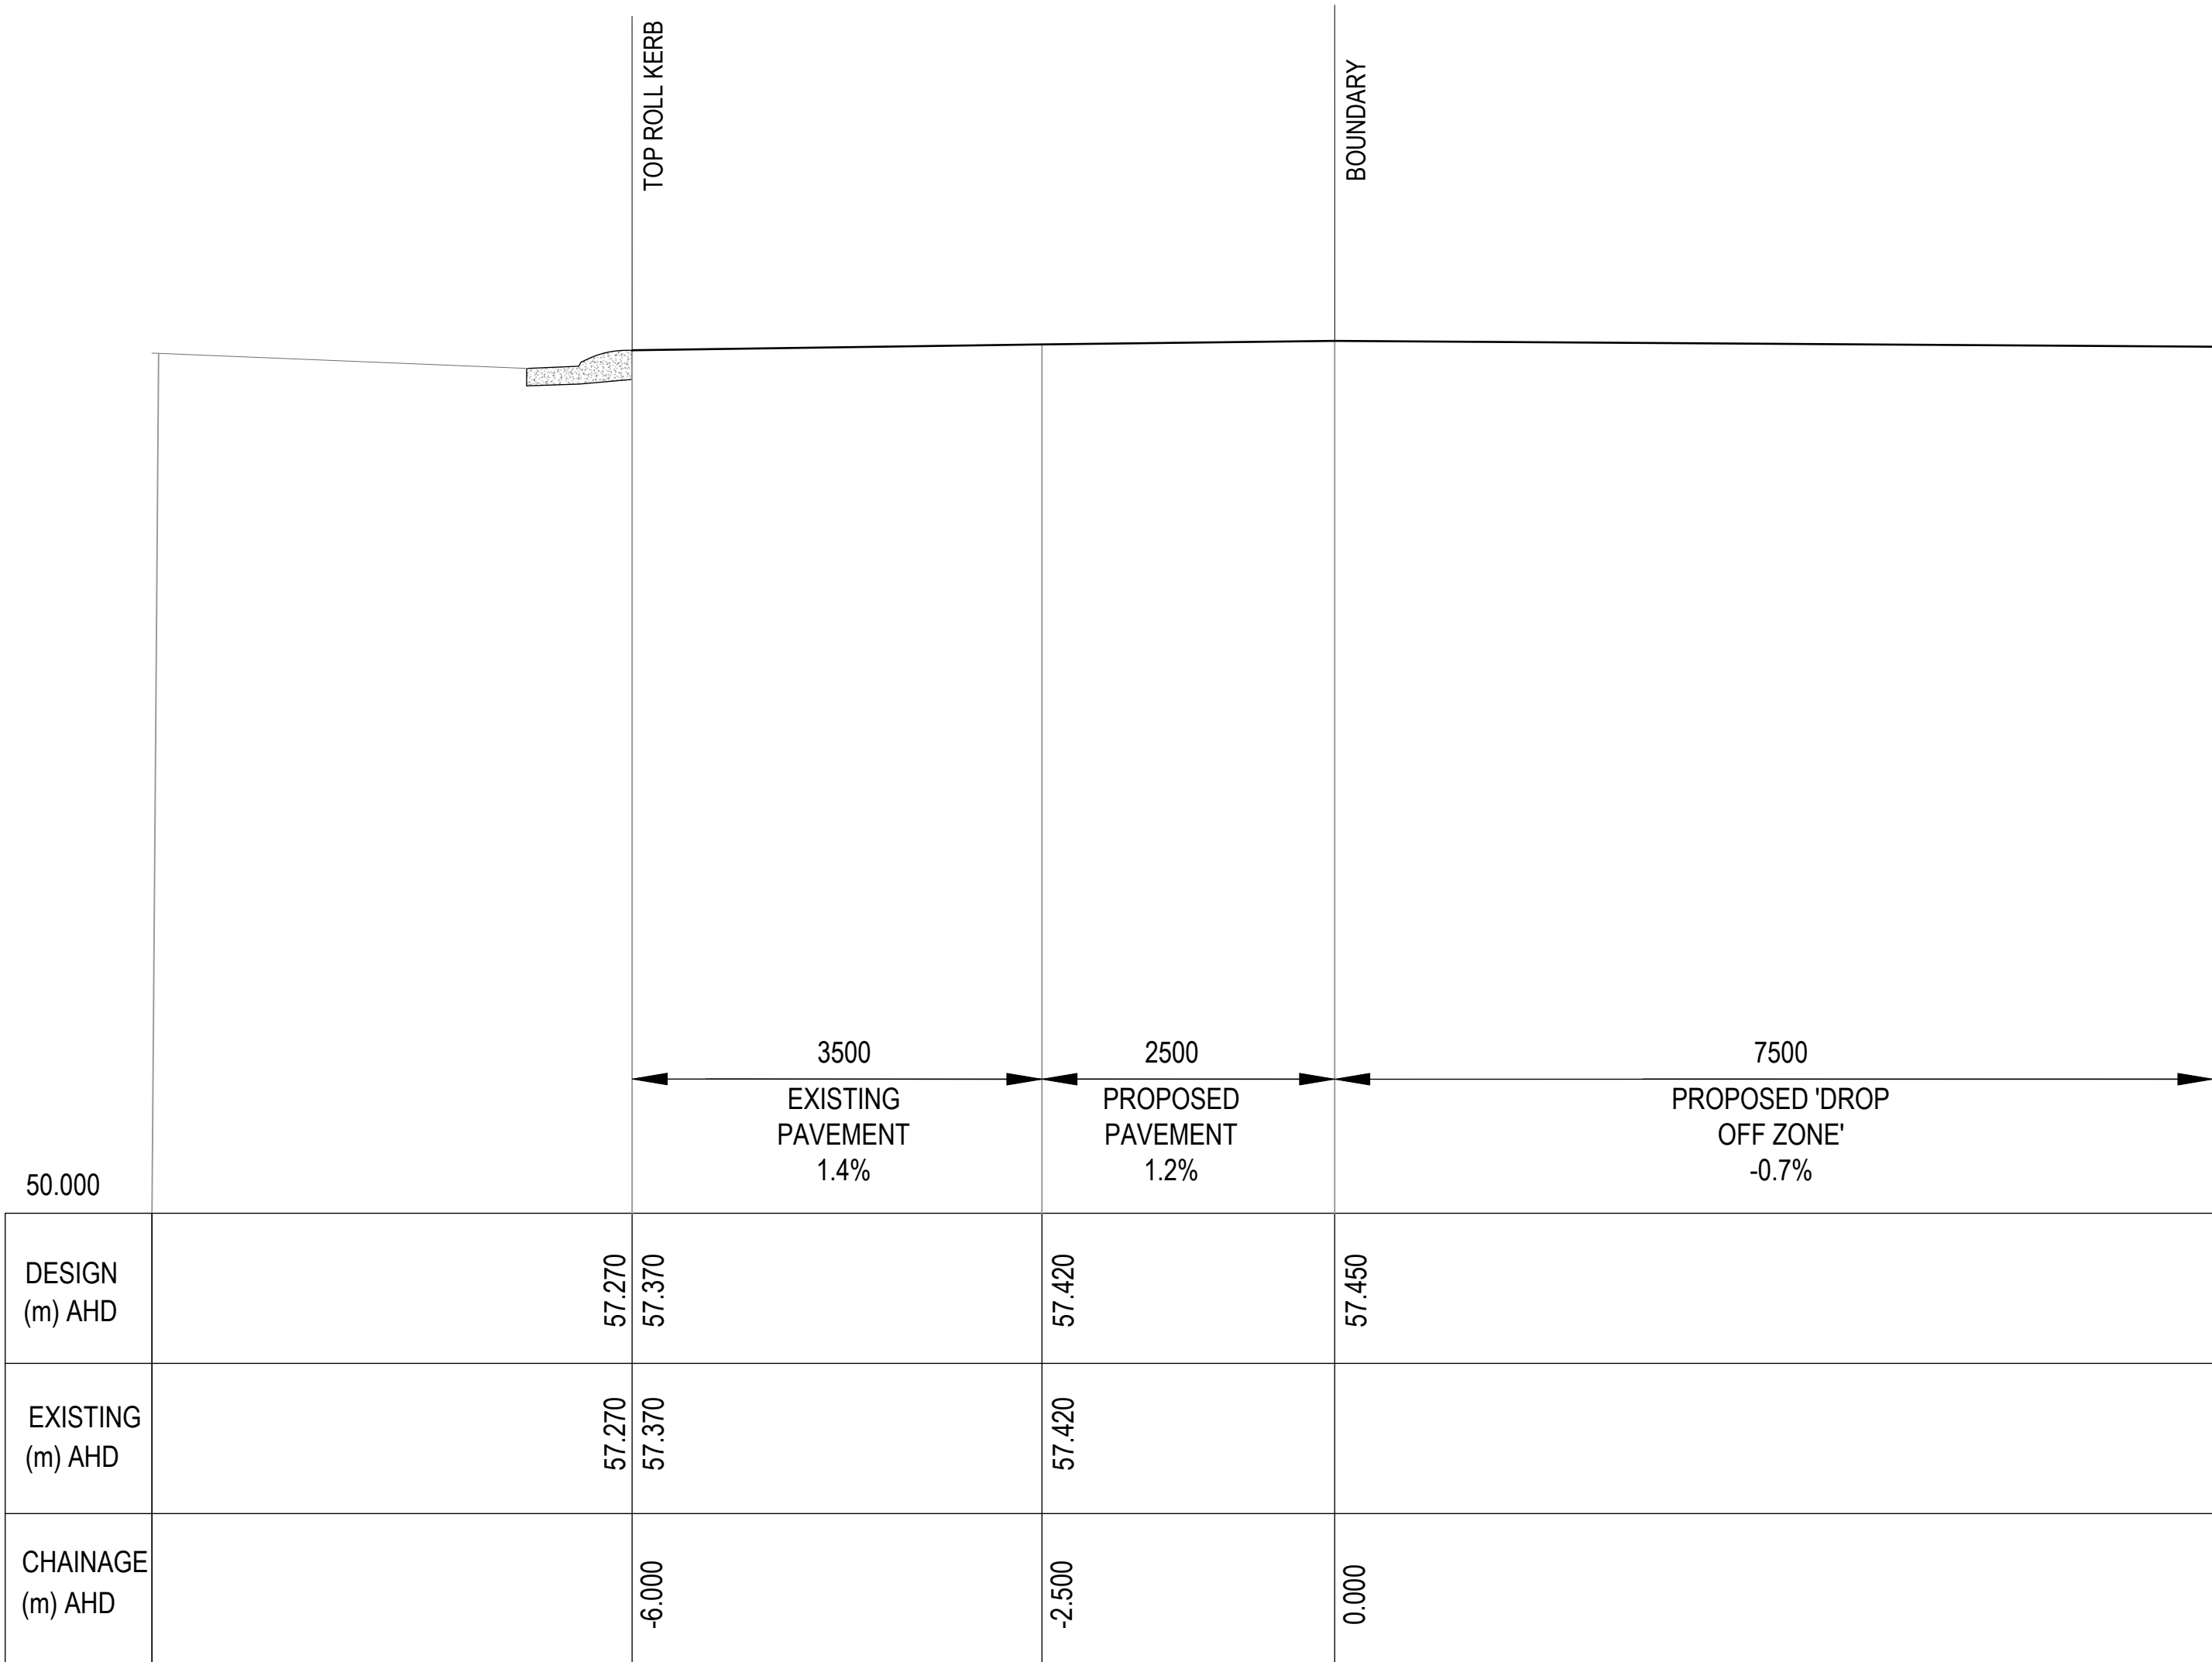 TOP ROLL KERB
BOUNDARY
3500
EXISTING
PAVEMENT
1.4%
2500
PROPOSED
PAVEMENT
1.2%
7500
PROPOSED 'DROP
OFF ZONE'
-0.7%
50.000
DESIGN
(m) AHD
57.270
57.370
57.420
57.450
EXISTING
(m) AHD
57.270
57.370
57.420
CHAINAGE
(m) AHD
-6.000
-2.500
0.000